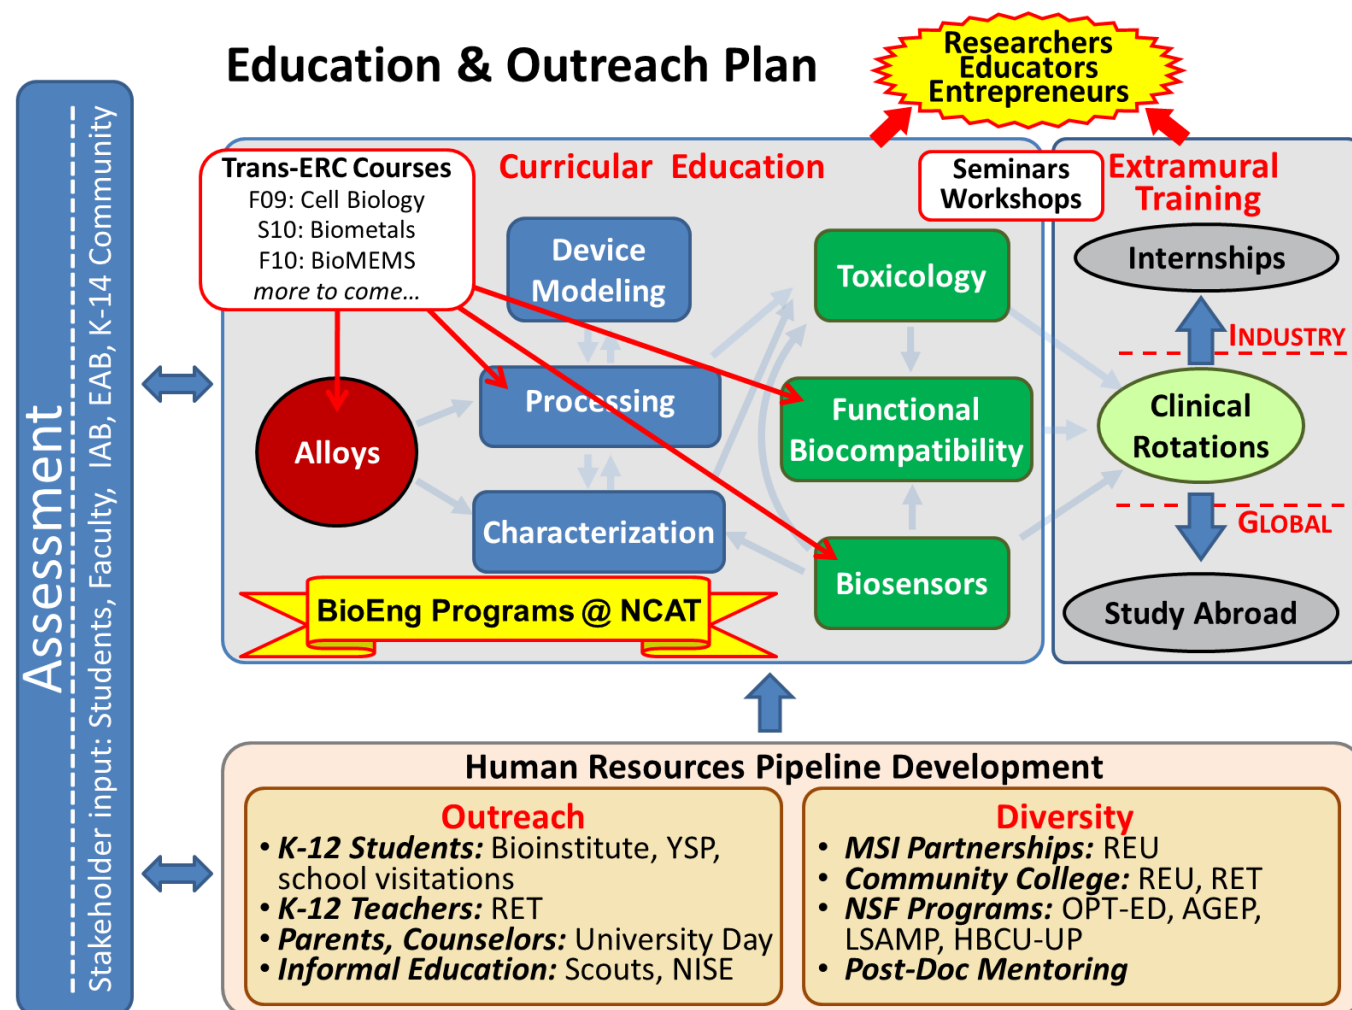 Education & Outreach Plan
Researchers
Educators
Entrepreneurs
Assessment
Stakeholder input: Students, Faculty, IAB, EAB, K-14 Community
Trans-ERC Courses
F09: Cell Biology
S10: Biometals
F10: BioMEMS
more to come…
Curricular Education
Seminars
Workshops
Extramural
Training
Device
Modeling
Toxicology
Internships
INDUSTRY
Processing
Functional
Biocompatibility
Clinical
Rotations
Alloys
Characterization
GLOBAL
Biosensors
Study Abroad
BioEng Programs @ NCAT
Human Resources Pipeline Development
Outreach
• K-12 Students: Bioinstitute, YSP,
school visitations
• K-12 Teachers: RET
• Parents, Counselors: University Day
• Informal Education: Scouts, NISE
Diversity
• MSI Partnerships: REU
• Community College: REU, RET
• NSF Programs: OPT-ED, AGEP,
LSAMP, HBCU-UP
• Post-Doc Mentoring